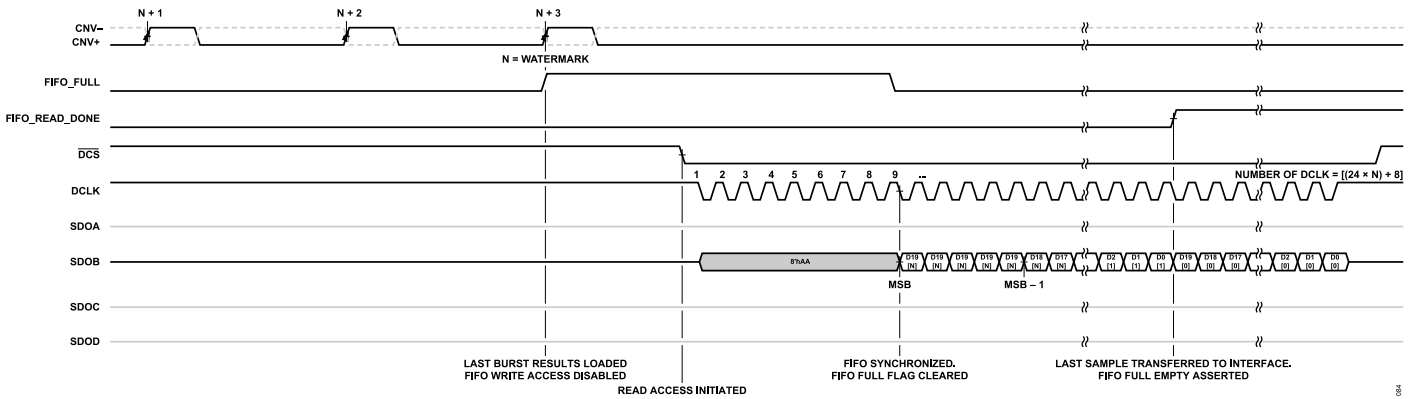 N + 1 N + 2 N + 3
CNV–
CNV+
N = WATERMARK
FIFO_FULL
FIFO_READ_DONE
DCS
1 2 3 4 5 6 7 8 9 ... NUMBER OF DCLK = [(24 × N) + 8]
DCLK
SDOA
SDOB 8'hAA D19 [N] D19 [N] D19 [N] D19 [N] D19 [N] D18 [N] D17 [N] D2 [1] D1 [1] D0 [1] D19 [0] D18 [0] D17 [0] D2 [0] D1 [0] D0 [0]
MSB MSB – 1
SDOC
SDOD
LAST BURST RESULTS LOADED
FIFO WRITE ACCESS DISABLED
READ ACCESS INITIATED
FIFO SYNCHRONIZED.
FIFO FULL FLAG CLEARED
LAST SAMPLE TRANSFERRED TO INTERFACE.
FIFO FULL EMPTY ASSERTED
084